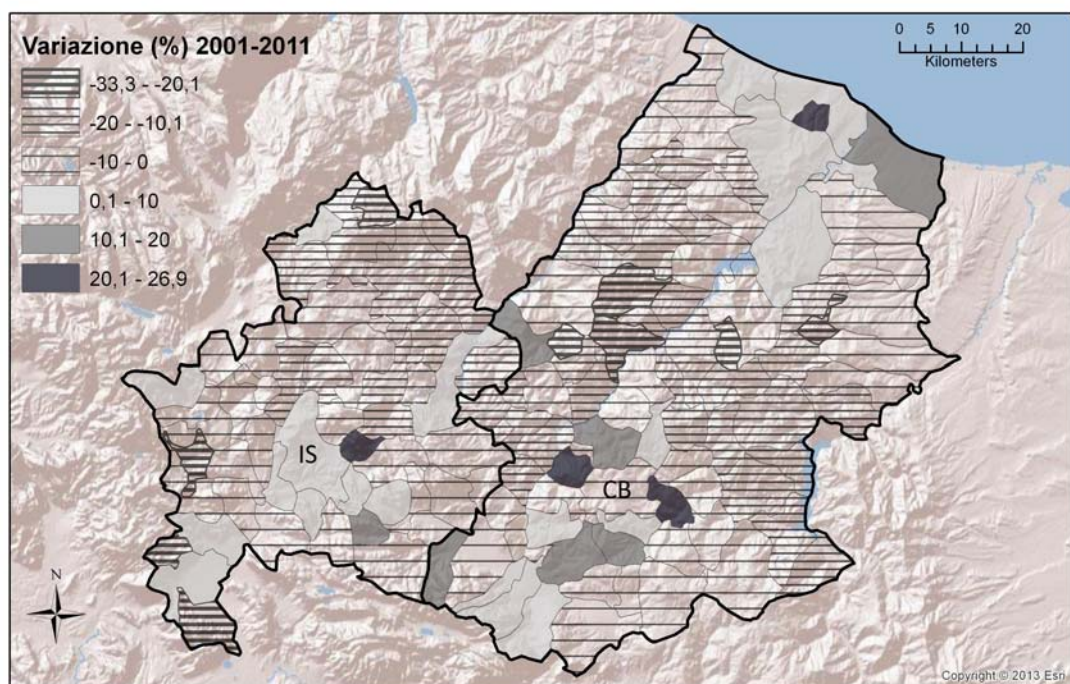 Variazione (%) 2001-2011
-33,3 - -20,1
-20 - -10,1
-10 - 0
0,1 - 10
10,1 - 20
20,1 - 26,9
0 5 10 20
Kilometers
IS
CB
N
Copyright © 2013 Esri